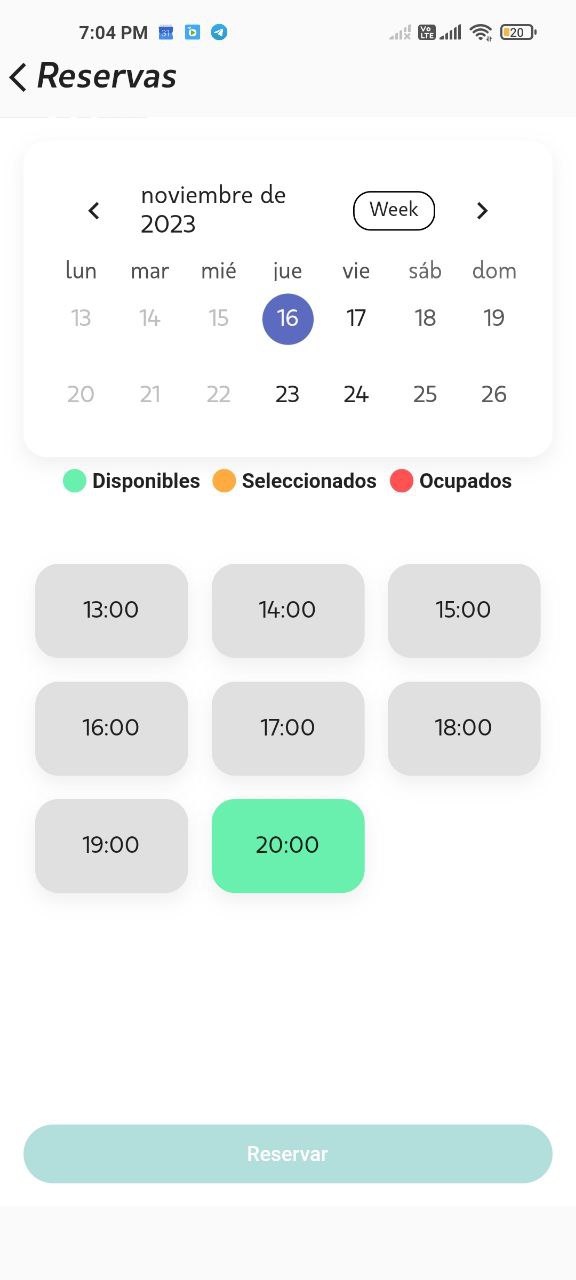 7:04 PM Vo LTE 20
Reservas
noviembre de
2023
Week
lun mar mié jue vie sáb dom
13 14 15 16 17 18 19
20 21 22 23 24 25 26
Disponibles Seleccionados Ocupados
13:00 14:00 15:00
16:00 17:00 18:00
19:00 20:00
Reservar